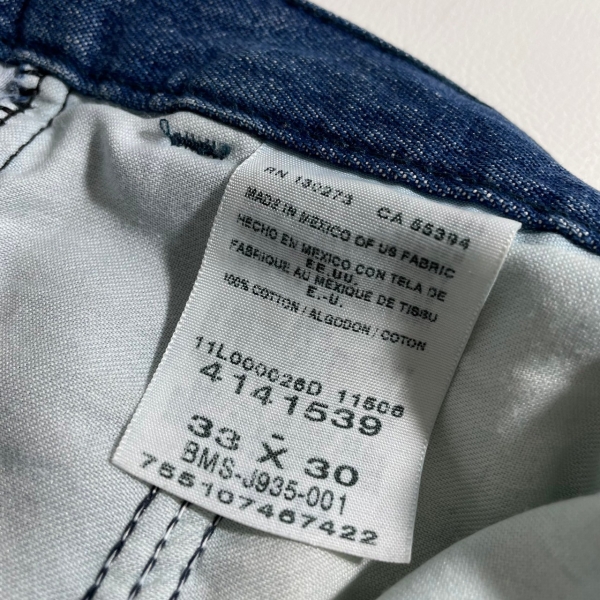 RN 130273 CA 55394
MADE IN MEXICO OF US FABRIC
HECHO EN MEXICO CON TELA DE
EE.UU.
FABRIQUE AU MEXIQUE DE TISSU
E.-U.
100% COTTON / ALGODON / COTON
11L000026D 11506
4141539
33 X 30
BMS-J935-001
755107467422